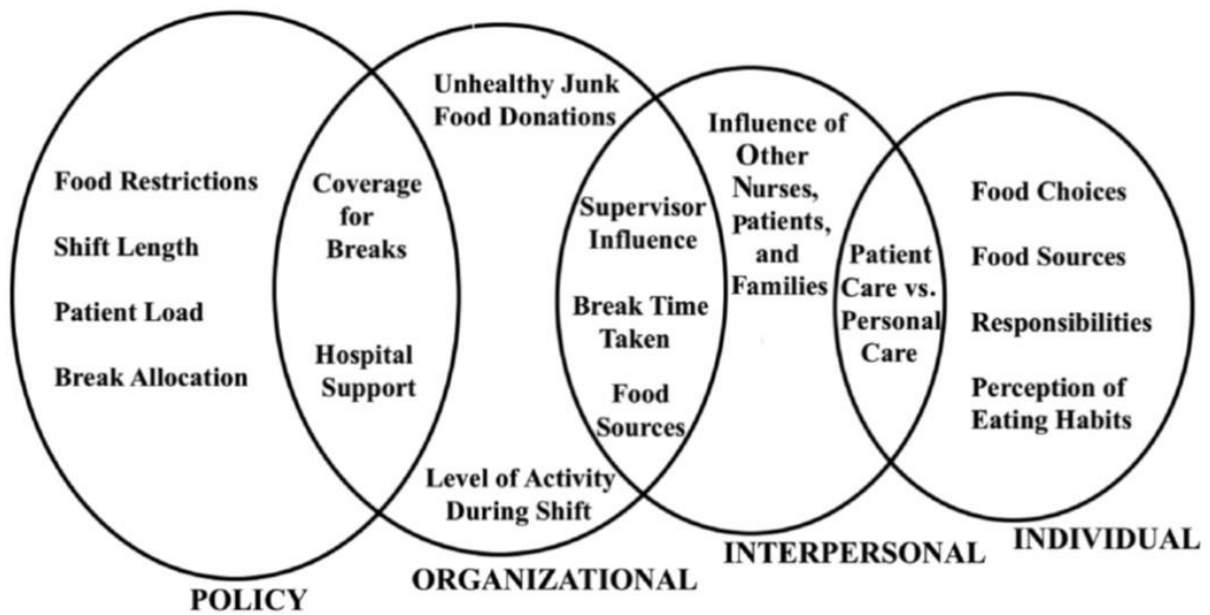 Food Restrictions
Shift Length
Patient Load
Break Allocation
Coverage
for
Breaks
Hospital
Support
Unhealthy Junk
Food Donations
Level of Activity
During Shift
Supervisor
Influence
Break Time
Taken
Food
Sources
Influence of
Other
Nurses,
patients,
and
Families
Patient
Care vs.
Personal
Care
Food Choices
Food Sources
Responsibilities
Perception of
Eating Habits
POLICY
ORGANIZATIONAL
INTERPERSONAL
INDIVIDUAL